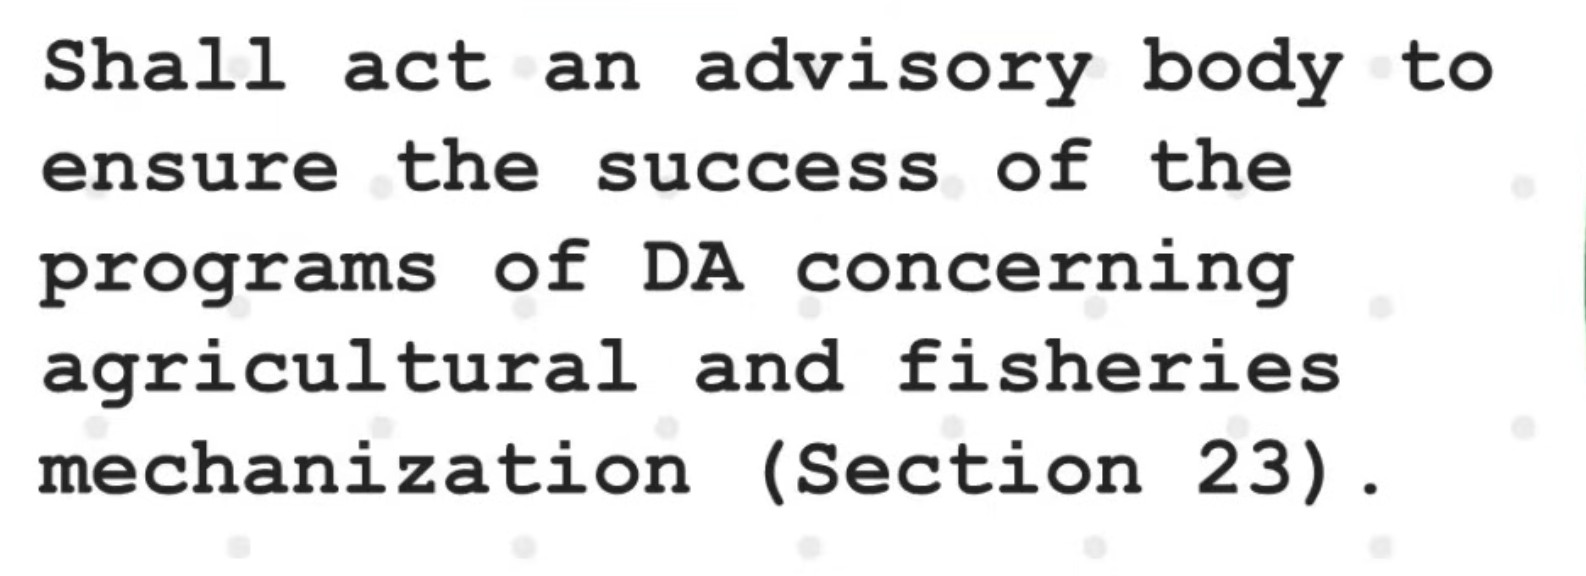 Shall act an advisory body to
ensure the success of the
programs of DA concerning
agricultural and fisheries
mechanization (Section 23).